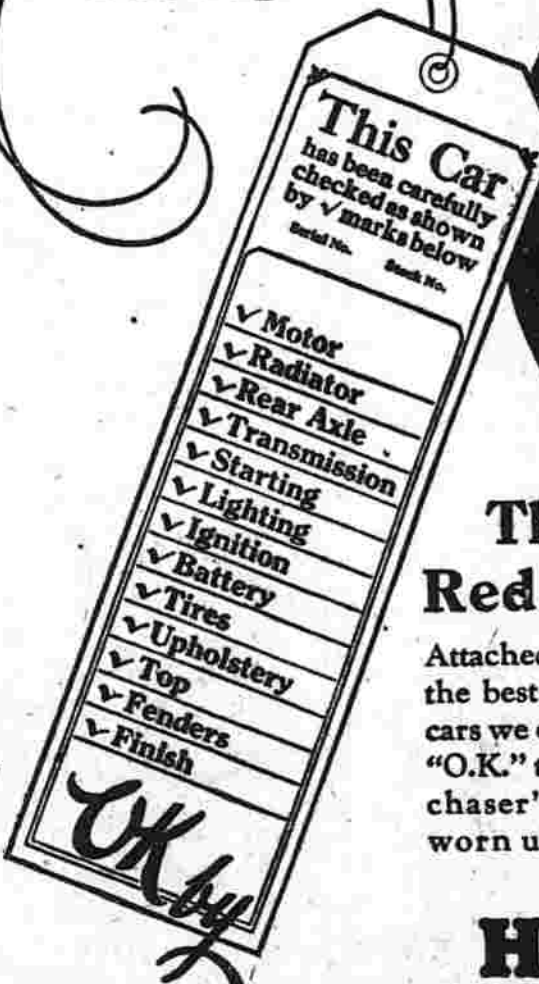 This Car
has been carefully
checked as shown
by ✓ marks below
Serial No. Stock No.
✓ Motor
✓ Radiator
✓ Rear Axle
✓ Transmission
✓ Starting
✓ Lighting
✓ Ignition
✓ Battery
✓ Tires
✓ Upholstery
✓ Top
✓ Fenders
✓ Finish
OK by
Red
Attached
the best
cars we
"O.K."
chaser'
worn